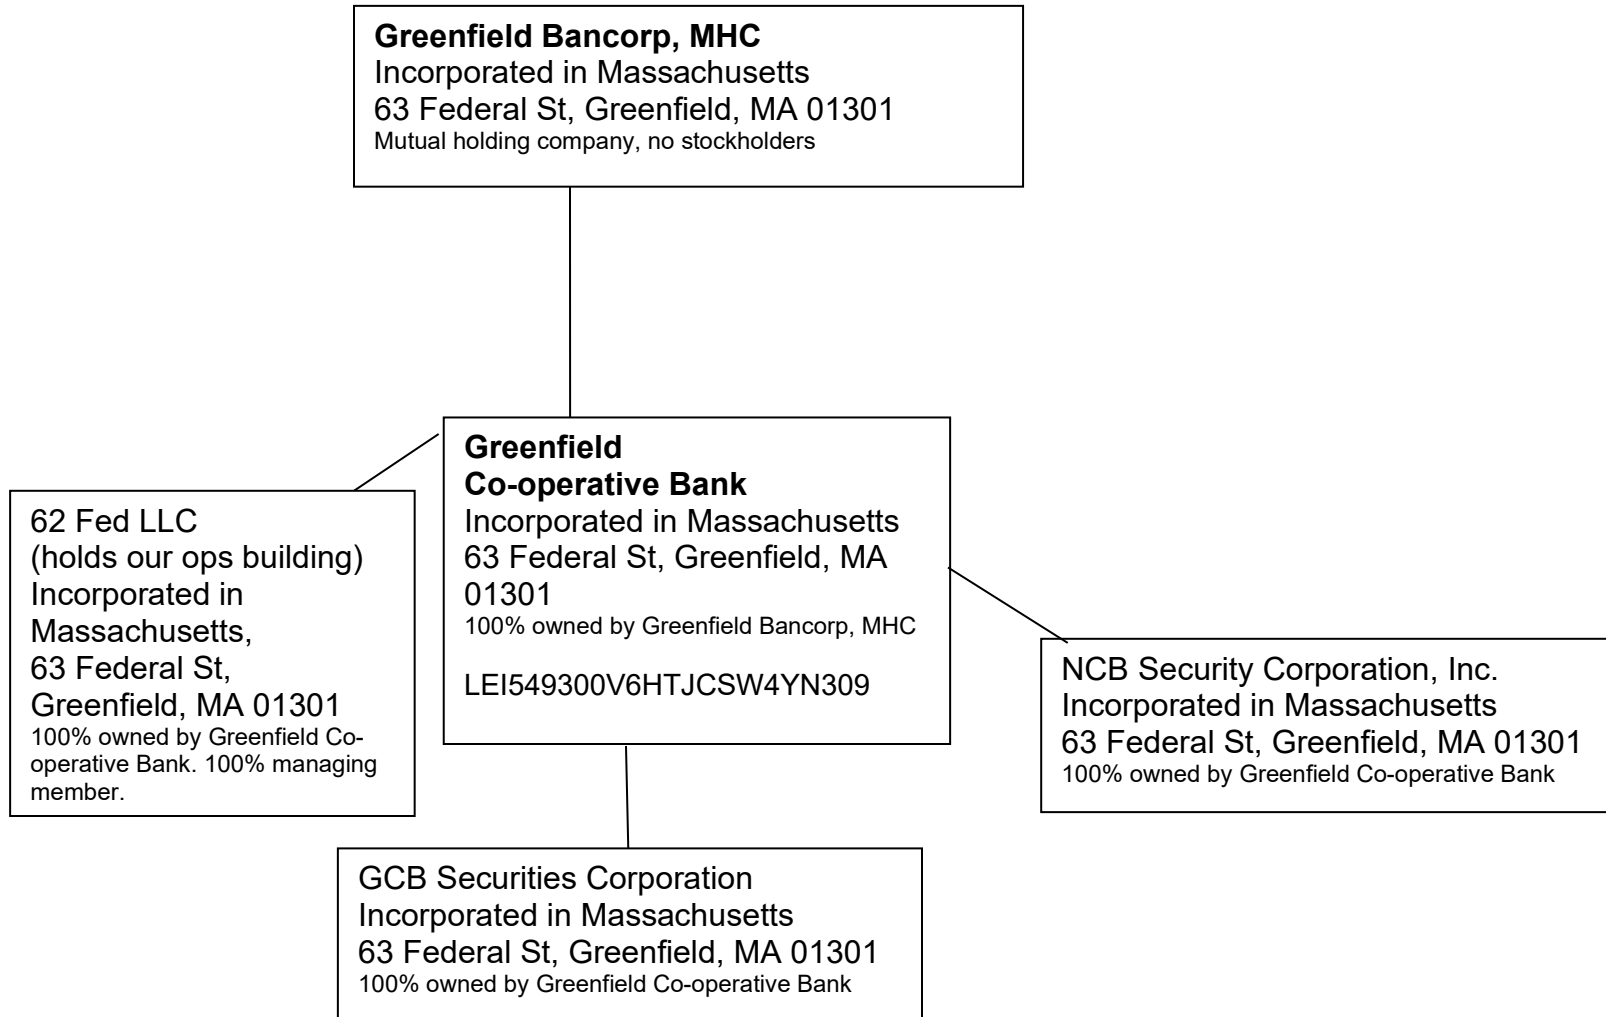 Greenfield Bancorp, MHC
Incorporated in Massachusetts
63 Federal St, Greenfield, MA 01301
Mutual holding company, no stockholders
Greenfield
Co-operative Bank
Incorporated in Massachusetts
63 Federal St, Greenfield, MA
01301
100% owned by Greenfield Bancorp, MHC
LEI549300V6HTJCSW4YN309
62 Fed LLC
(holds our ops building)
Incorporated in
Massachusetts,
63 Federal St,
Greenfield, MA 01301
100% owned by Greenfield Co-
operative Bank. 100% managing
member.
NCB Security Corporation, Inc.
Incorporated in Massachusetts
63 Federal St, Greenfield, MA 01301
100% owned by Greenfield Co-operative Bank
GCB Securities Corporation
Incorporated in Massachusetts
63 Federal St, Greenfield, MA 01301
100% owned by Greenfield Co-operative Bank